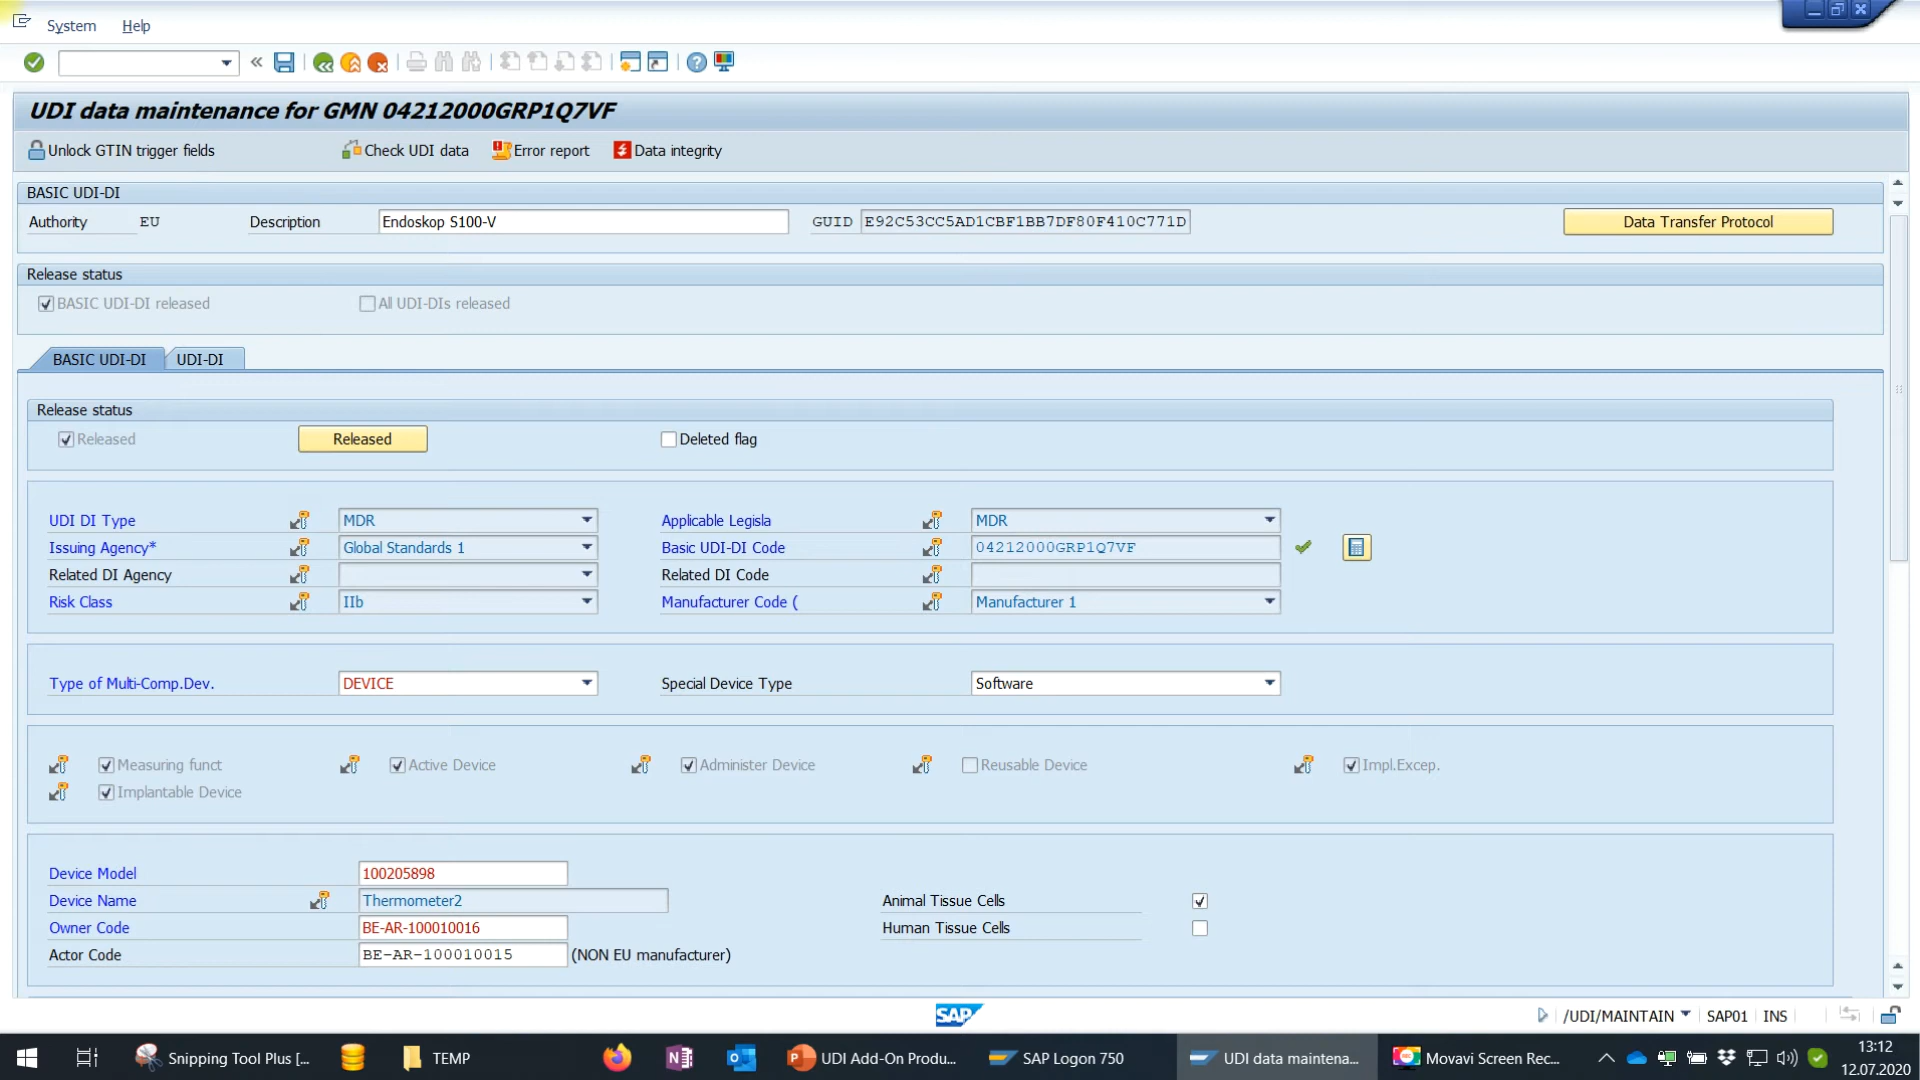 System Help
UDI data maintenance for GMN 04212000GRP1Q7VF
Unlock GTIN trigger fields Check UDI data Error report Data integrity
BASIC UDI-DI
Authority EU Description Endoskop S100-V GUID E92C53CC5AD1CBF1BB7DF80F410C771D Data Transfer Protocol
Release status
BASIC UDI-DI released All UDI-DIs released
BASIC UDI-DI UDI-DI
Release status
Released Released Deleted flag
UDI DI Type MDR Applicable Legisla MDR
Issuing Agency* Global Standards 1 Basic UDI-DI Code 04212000GRP1Q7VF
Related DI Agency Related DI Code
Risk Class IIb Manufacturer Code ( Manufacturer 1
Type of Multi-Comp.Dev. DEVICE Special Device Type Software
Measuring funct Active Device Administer Device Reusable Device Impl.Excep.
Implantable Device
Device Model 100205898
Device Name Thermometer2 Animal Tissue Cells
Owner Code BE-AR-100010016 Human Tissue Cells
Actor Code BE-AR-100010015 (NON EU manufacturer)
SAP /UDI/MAINTAIN SAP01 INS
Snipping Tool Plus [... TEMP UDI Add-On Produ... SAP Logon 750 UDI data maintena... Movavi Screen Rec... 13:12
12.07.2020